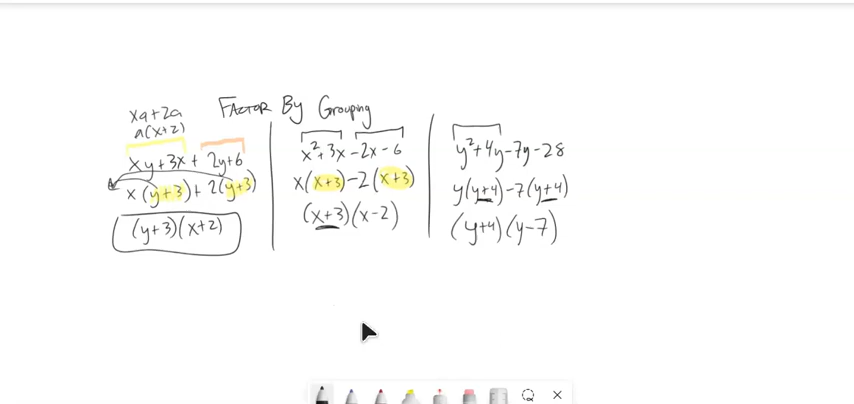 Factor By Grouping
xa+2a
a(x+2)
xy+3x+2y+6
x(y+3)+2(y+3)
(y+3)(x+2)
x²+3x-2x-6
x(x+3)-2(x+3)
(x+3)(x-2)
y²+4y-7y-28
y(y+4)-7(y+4)
(y+4)(y-7)